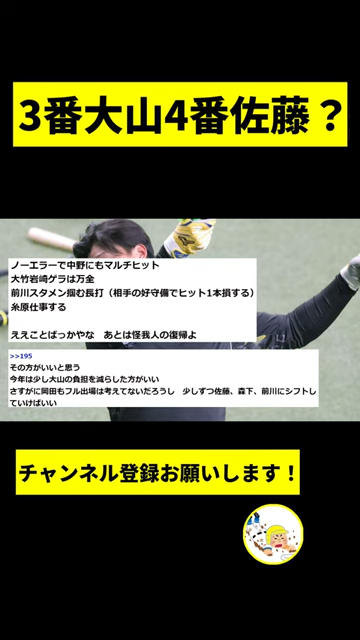 3番大山4番佐藤？
ノーエラーで中野にもマルチヒット
大竹岩崎ゲラは万全
前川スタメン掴む長打（相手の好守備でヒット1本損する）
糸原仕事する
ええことばっかやな　あとは怪我人の復帰よ
>>195
その方がいいと思う
今年は少し大山の負担を減らした方がいい
さすがに岡田もフル出場は考えてないだろうし　少しずつ佐藤、森下、前川にシフトし
ていけばいい
チャンネル登録お願いします！